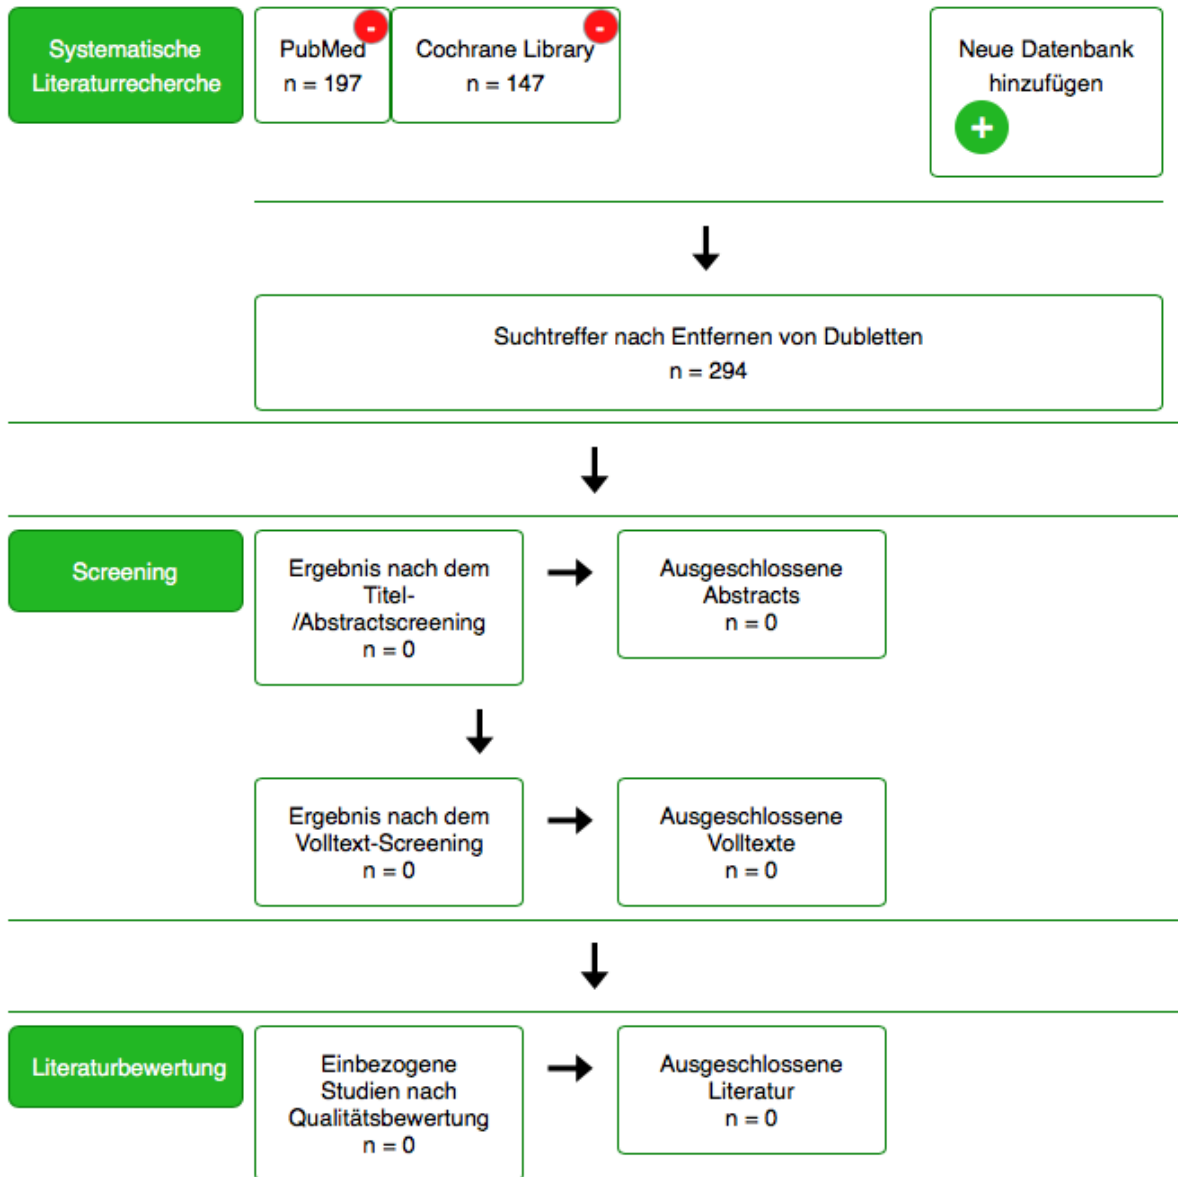 Systematische
Literaturrecherche
PubMed
n = 197
-
Cochrane Library
n = 147
-
Neue Datenbank
hinzufügen
+
Suchtreffer nach Entfernen von Dubletten
n = 294
Screening
Ergebnis nach dem
Titel-
/Abstractscreening
n = 0
Ausgeschlossene
Abstracts
n = 0
Ergebnis nach dem
Volltext-Screening
n = 0
Ausgeschlossene
Volltexte
n = 0
Literaturbewertung
Einbezogene
Studien nach
Qualitätsbewertung
n = 0
Ausgeschlossene
Literatur
n = 0